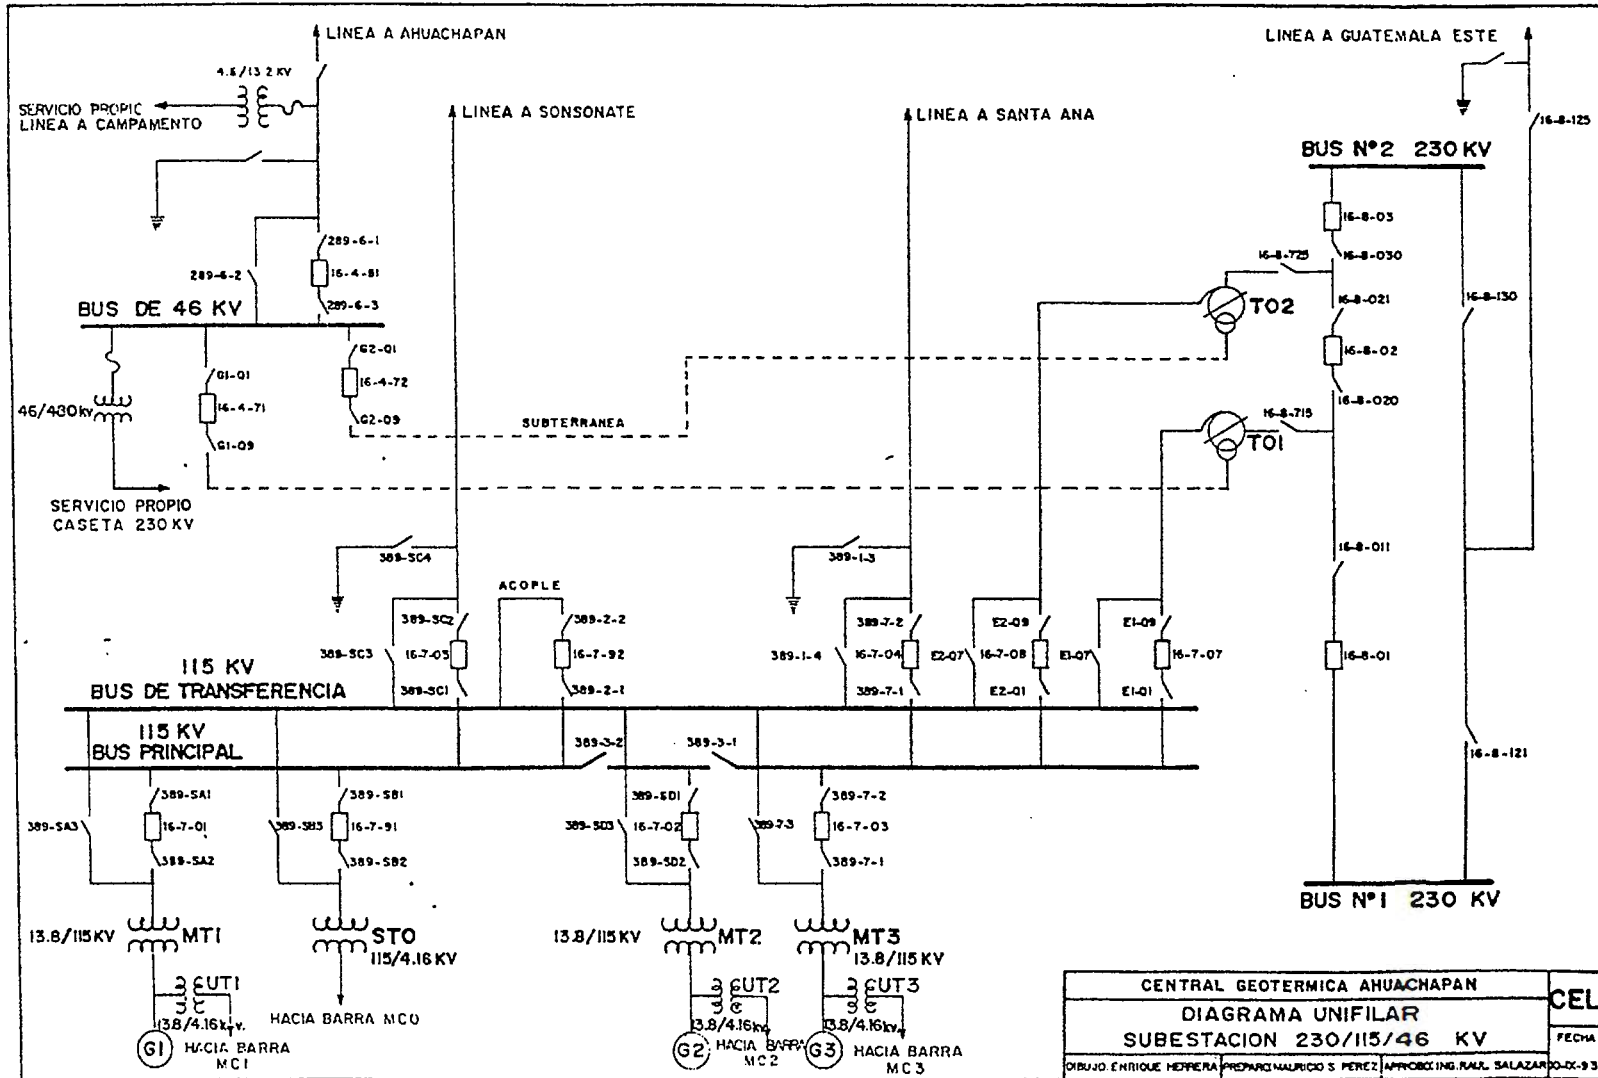 LINEA A AHUACHAPAN
LINEA A GUATEMALA ESTE
4.6/13.2 KV
SERVICIO PROPIO
LINEA A CAMPAMENTO
LINEA A SONSONATE
LINEA A SANTA ANA
16-8-125
BUS Nº2 230 KV
16-8-03
16-8-030
16-8-725
289-6-1
289-6-2
16-4-81
289-6-3
BUS DE 46 KV
TO2
16-8-021
16-8-130
16-8-02
16-8-020
G2-01
16-4-72
G2-09
G1-01
16-4-71
G1-09
46/480kv
SUBTERRANEA
16-8-715
TO1
SERVICIO PROPIO
CASETA 230 KV
389-SC4
389-1-3
16-8-011
ACOPLE
389-SC2
389-SC3
16-7-03
389-SC1
389-2-2
16-7-92
389-2-1
389-7-2
389-1-4
16-7-04
389-7-1
E2-09
E2-07
16-7-08
E2-01
E1-09
E1-07
16-7-07
E1-01
16-8-01
115 KV
BUS DE TRANSFERENCIA
115 KV
BUS PRINCIPAL
389-3-2
389-3-1
16-8-121
389-SA1
389-SA3
16-7-01
389-SA2
389-SB1
389-SB3
16-7-91
389-SB2
389-SD1
389-SD3
16-7-02
389-SD2
389-7-2
389-7-3
16-7-03
389-7-1
BUS Nº1 230 KV
13.8/115KV
MT1
STO
115/4.16 KV
13.8/115KV
MT2
MT3
13.8/115KV
UT1
13.8/4.16k.v.
G1
HACIA BARRA
MC1
HACIA BARRA MCO
UT2
13.8/4.16kv
G2
HACIA BARRA
MC2
UT3
13.8/4.16kv
G3
HACIA BARRA
MC3
CENTRAL GEOTERMICA AHUACHAPAN
DIAGRAMA UNIFILAR
SUBESTACION 230/115/46 KV
CEL
FECHA
DIBUJO: ENRIQUE HERRERA
PREPARO: MAURICIO S PEREZ
APROBO: ING. RAUL SALAZAR